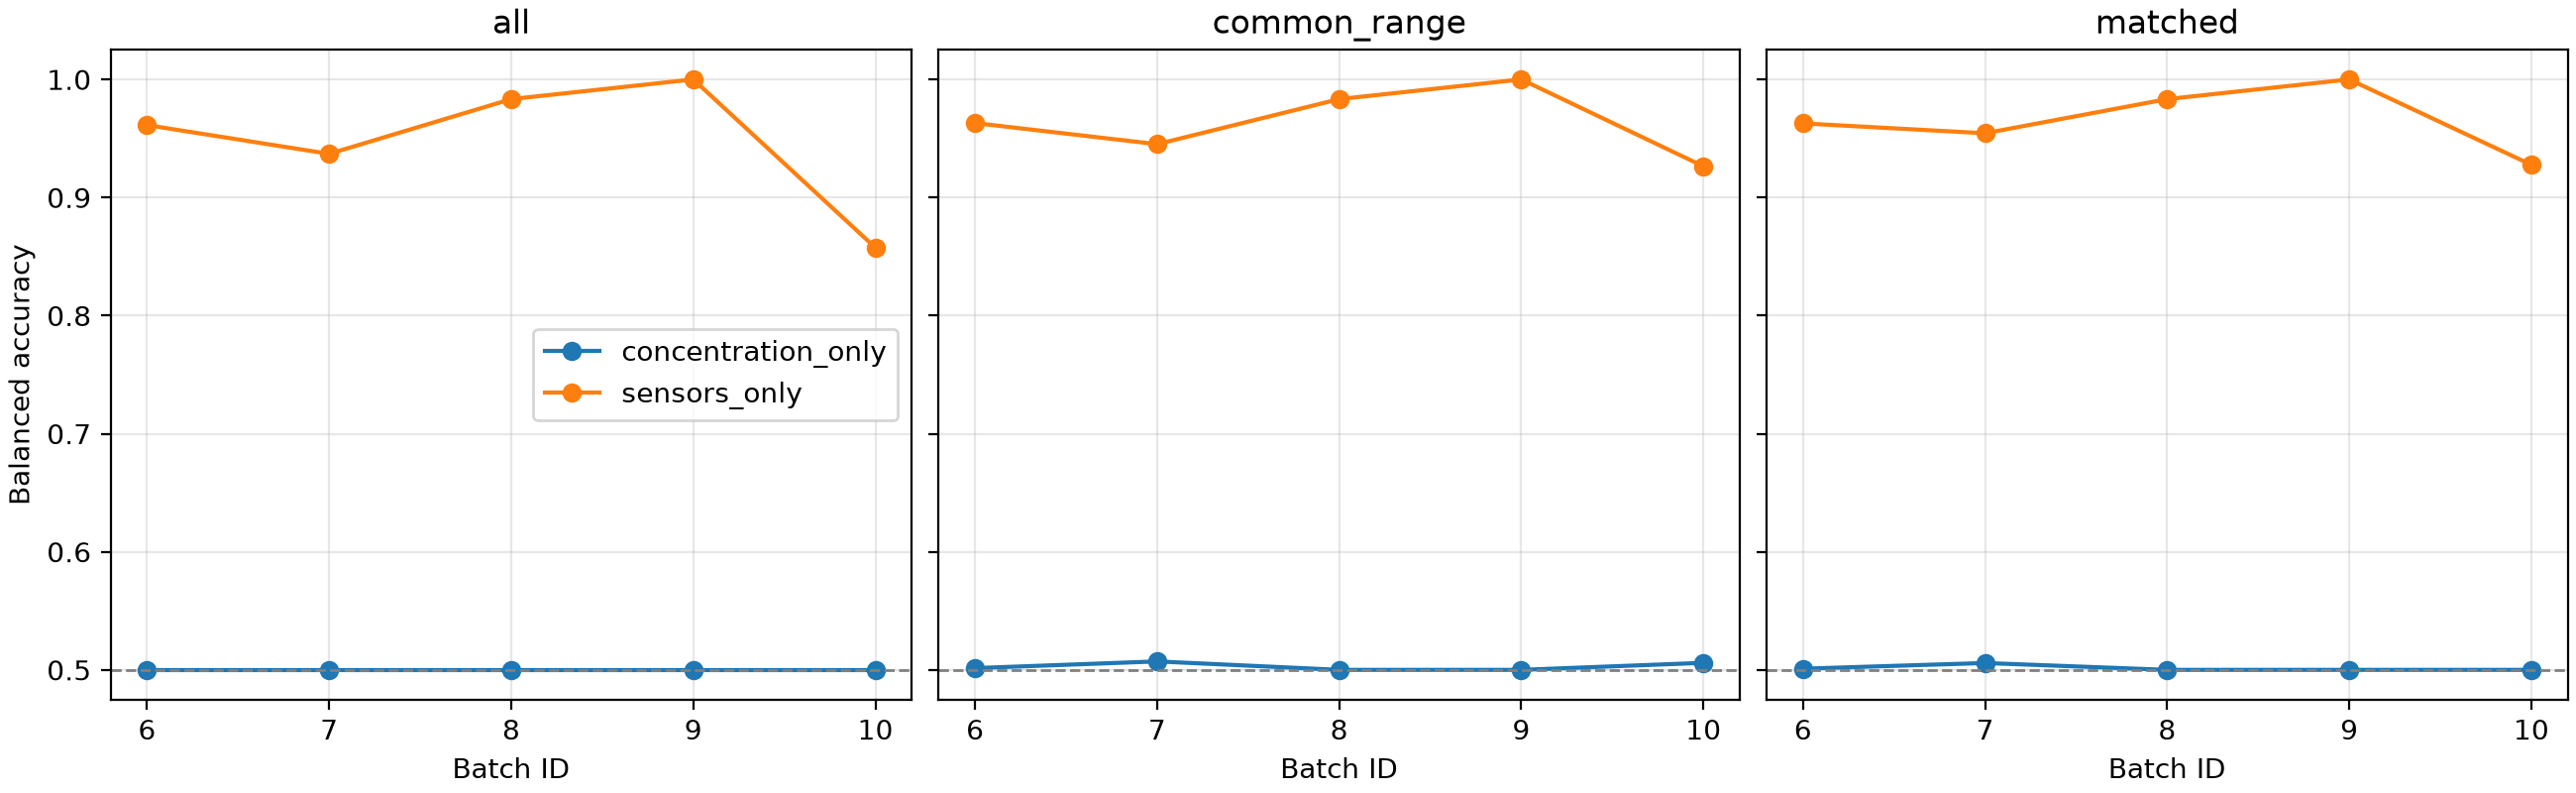 all
common_range
matched
Balanced accuracy
1.0
0.9
0.8
0.7
0.6
0.5
concentration_only
sensors_only
6 7 8 9 10
6 7 8 9 10
6 7 8 9 10
Batch ID
Batch ID
Batch ID